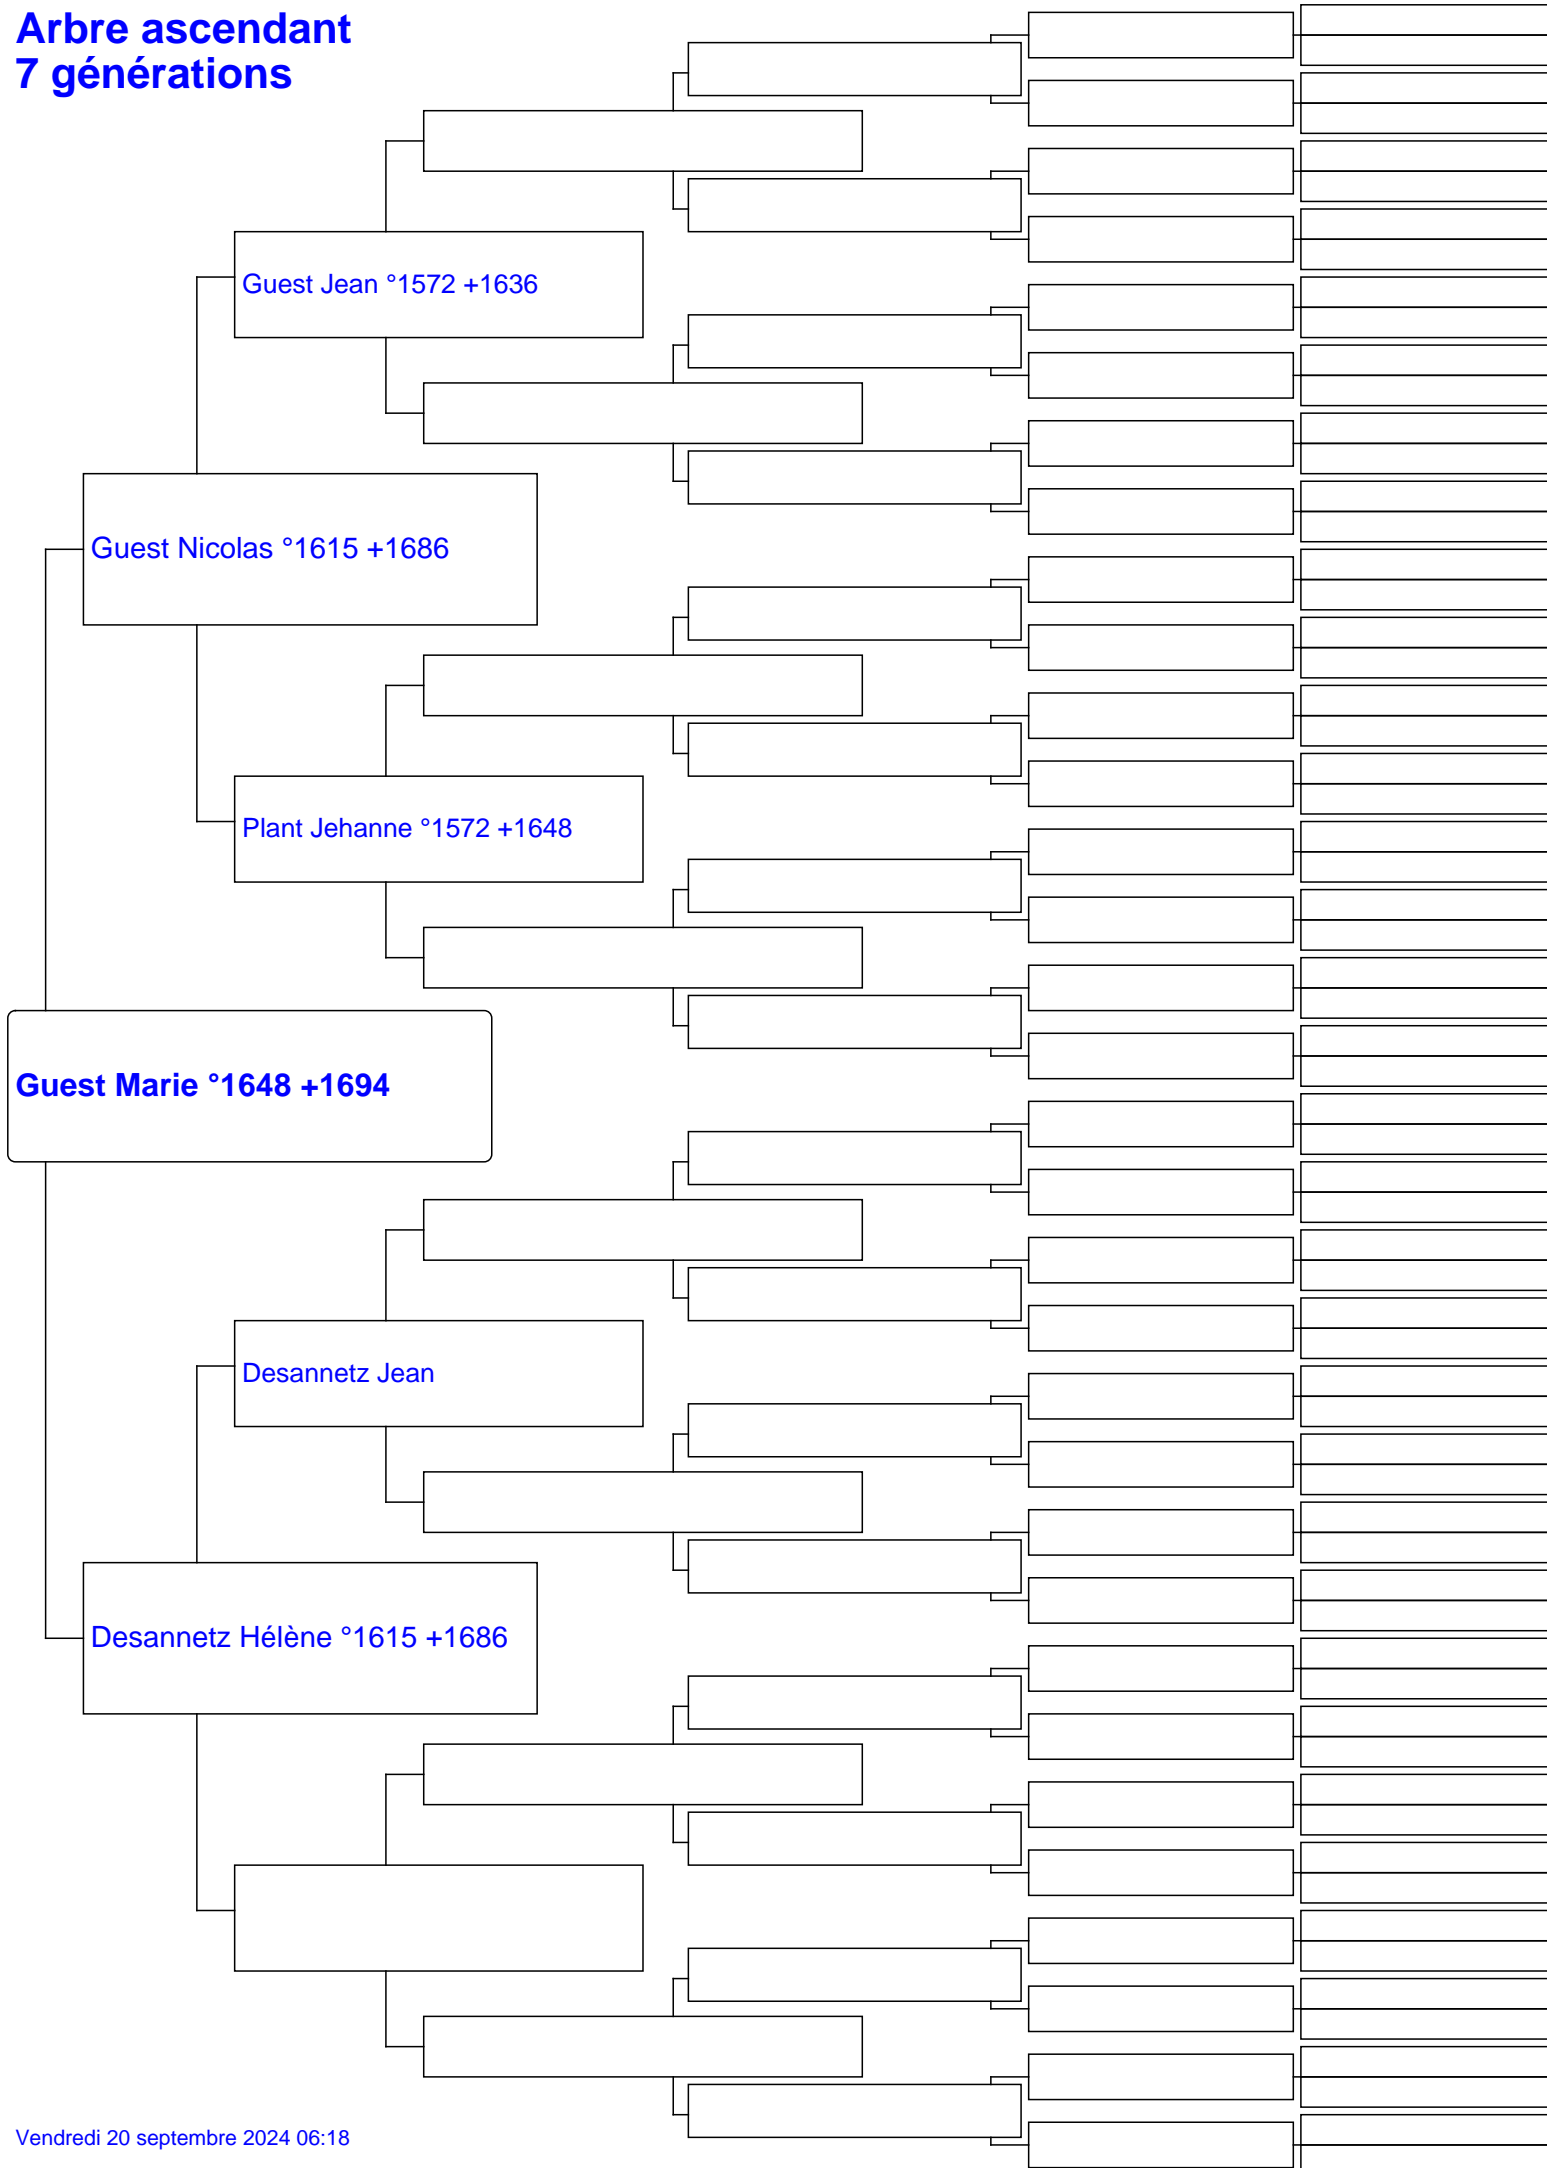 Arbre ascendant
7 générations
Guest Jean °1572 +1636
Guest Nicolas °1615 +1686
Plant Jehanne °1572 +1648
Guest Marie °1648 +1694
Desannetz Jean
Desannetz Hélène °1615 +1686
Vendredi 20 septembre 2024 06:18